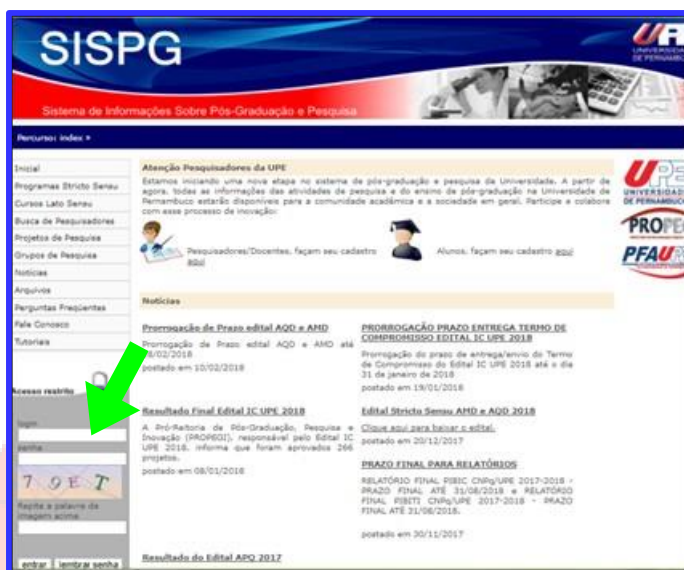 SISPG
UPE
UNIVERSIDADE
DE PERNAMBUCO
Sistema de Informações Sobre Pós-Graduação e Pesquisa
Percurso: index »
Inicial
Programas Stricto Sensu
Cursos Lato Sensu
Busca de Pesquisadores
Projetos de Pesquisa
Grupos de Pesquisa
Notícias
Arquivos
Perguntas Freqüentes
Fale Conosco
Tutoriais
Acesso restrito
login
senha
7 9 E T
Repita a palavra da
imagem acima
entrar lembrar senha
Atenção Pesquisadores da UPE
Estamos iniciando uma nova etapa no sistema de pós-graduação e pesquisa da Universidade. A partir de
agora, todas as informações das atividades de pesquisa e do ensino de pós-graduação na Universidade de
Pernambuco estarão disponíveis para a comunidade acadêmica e a sociedade em geral. Participe e colabore
com esse processo de inovação:
Pesquisadores/Docentes, façam seu cadastro
aqui
Alunos, façam seu cadastro aqui
Notícias
Prorrogação de Prazo edital AQD e AMD
Prorrogação de Prazo edital AQD e AMD até
/02/2018
postado em 10/02/2018
Resultado Final Edital IC UPE 2018
A Pró-Reitoria de Pós-Graduação, Pesquisa e
Inovação (PROPEGI), responsável pelo Edital IC
UPE 2018, informa que foram aprovados 266
projetos.
postado em 08/01/2018
Resultado do Edital APQ 2017
PRORROGAÇÃO PRAZO ENTREGA TERMO DE
COMPROMISSO EDITAL IC UPE 2018
Prorrogação do prazo de entrega/envio do Termo
de Compromisso do Edital IC UPE 2018 até o dia
31 de janeiro de 2018
postado em 19/01/2018
Edital Stricto Sensu AMD e AQD 2018
Clique aqui para baixar o edital.
postado em 20/12/2017
PRAZO FINAL PARA RELATÓRIOS
RELATÓRIO FINAL PIBIC CNPq/UPE 2017-2018 -
PRAZO FINAL ATÉ 31/08/2018 e RELATÓRIO
FINAL PIBITI CNPq/UPE 2017-2018 - PRAZO
FINAL ATÉ 31/08/2018.
postado em 30/11/2017
UPE
UNIVERSIDADE
DE PERNAMBUCO
PROPEG
PFAUPE